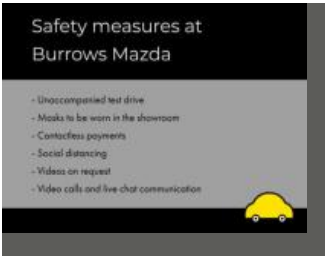 Safety measures at
Burrows Mazda
- Unaccompanied test drive
- Masks to be worn in the showroom
- Contactless payments
- Social distancing
- Videos on request
- Video calls and live chat communication